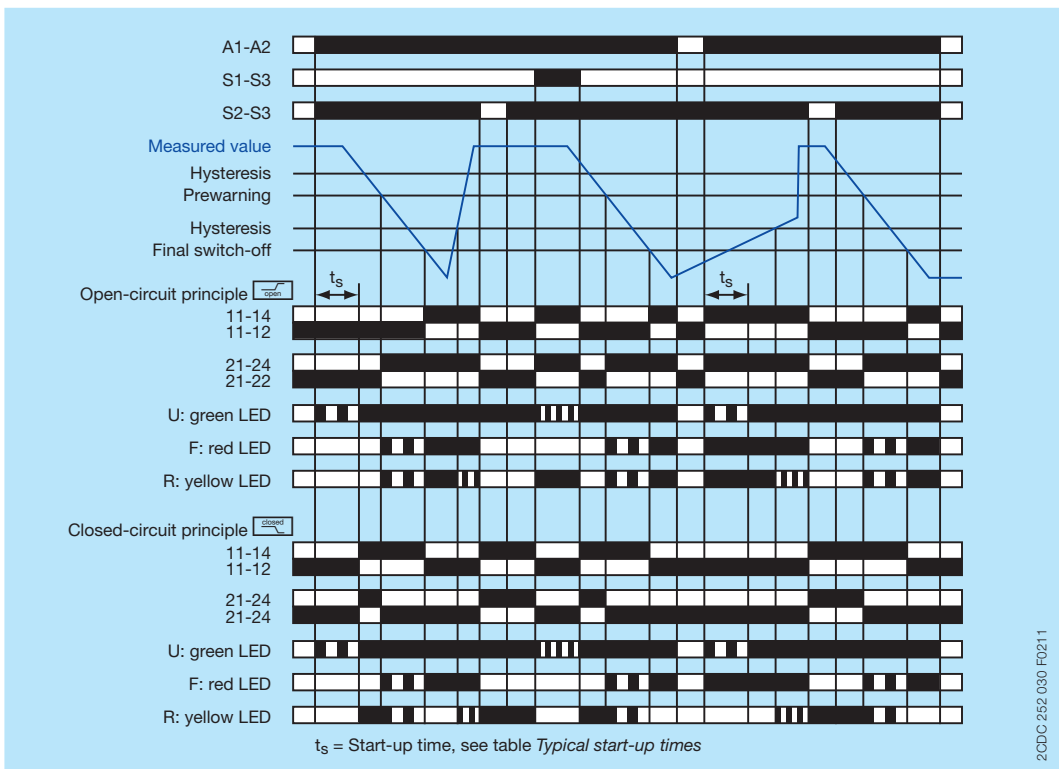 A1-A2
S1-S3
S2-S3
Measured value
Hysteresis
Prewarning
Hysteresis
Final switch-off
ts ts
Open-circuit principle open
11-14
11-12
21-24
21-22
U: green LED
F: red LED
R: yellow LED
Closed-circuit principle closed
11-14
11-12
21-24
21-24
U: green LED
F: red LED
R: yellow LED
ts = Start-up time, see table Typical start-up times
2CDC 252 030 F0211